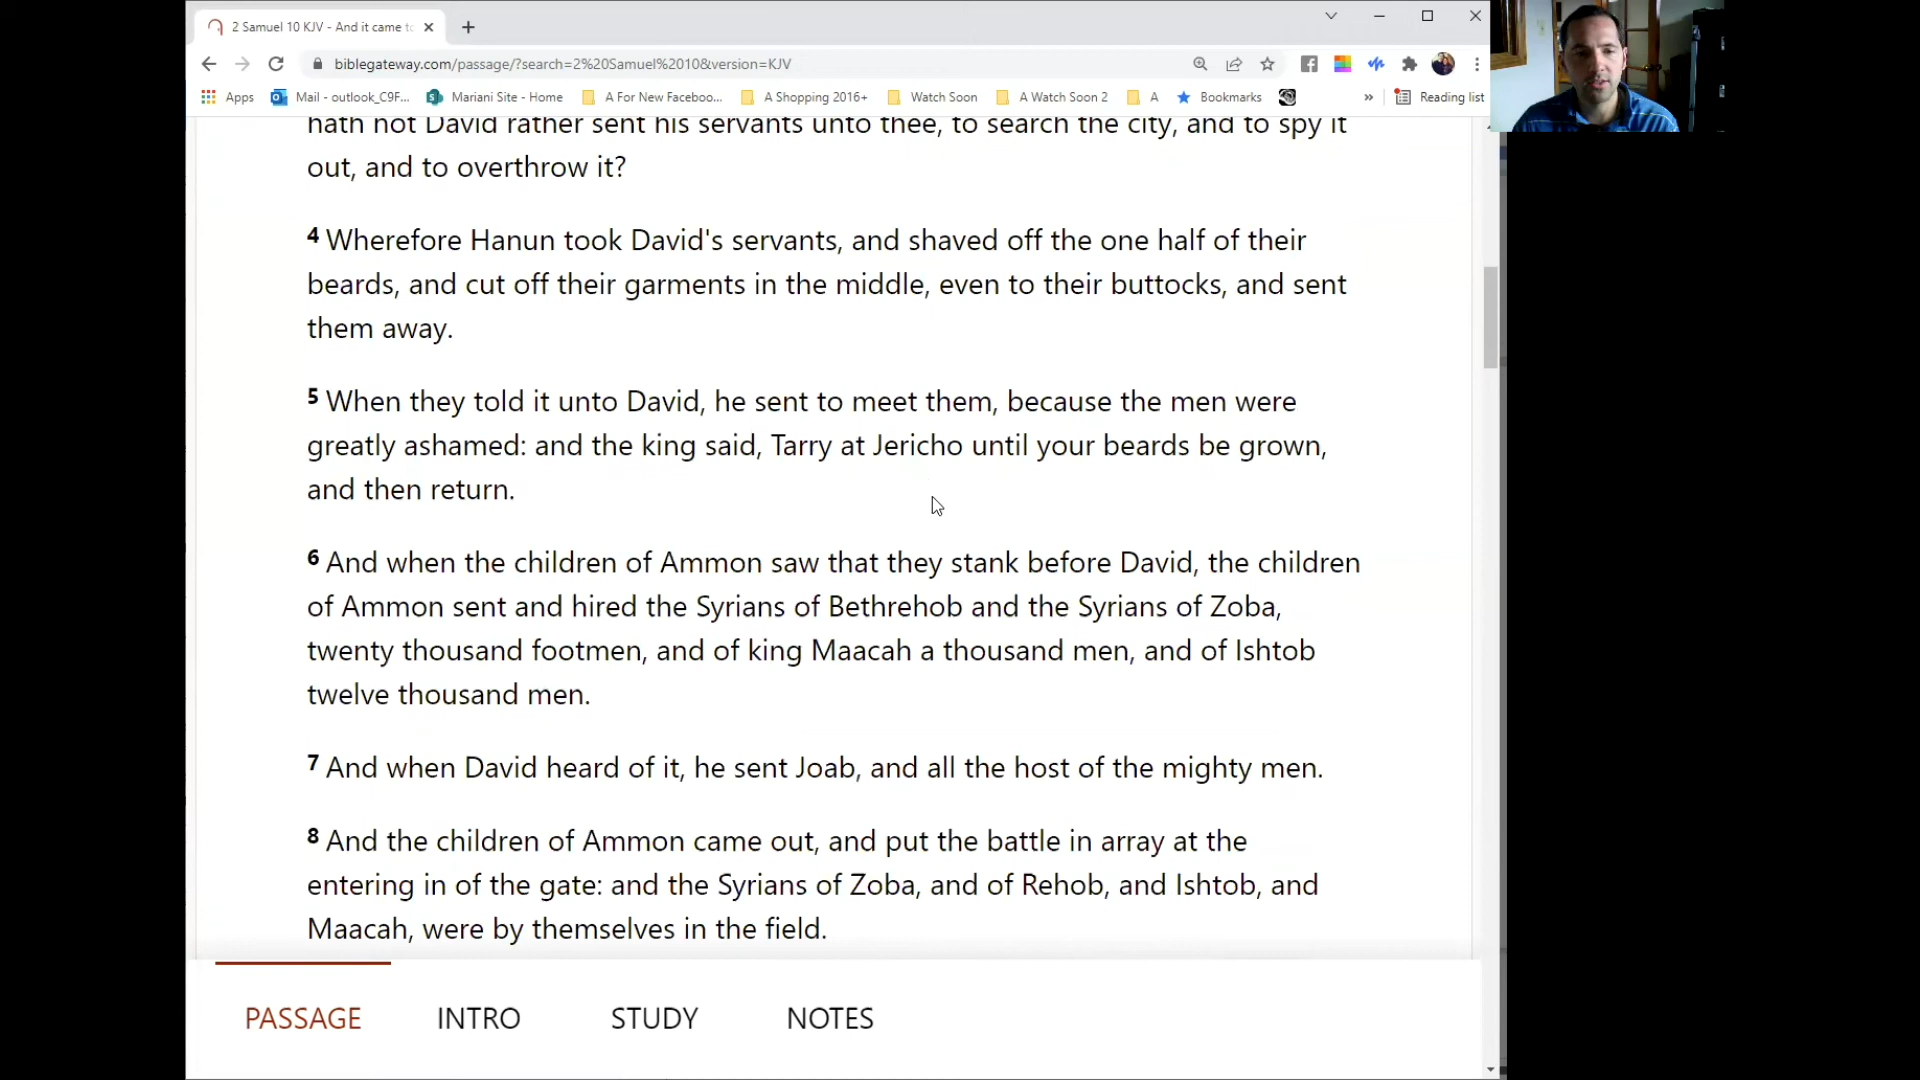 2 Samuel 10 KJV - And it came to
biblegateway.com/passage/?search=2%20Samuel%2010&version=KJV
Apps Mail - outlook_C9F... Mariani Site - Home A For New Faceboo... A Shopping 2016+ Watch Soon A Watch Soon 2 A Bookmarks » Reading list
hath not David rather sent his servants unto thee, to search the city, and to spy it
out, and to overthrow it?
4 Wherefore Hanun took David's servants, and shaved off the one half of their
beards, and cut off their garments in the middle, even to their buttocks, and sent
them away.
5 When they told it unto David, he sent to meet them, because the men were
greatly ashamed: and the king said, Tarry at Jericho until your beards be grown,
and then return.
6 And when the children of Ammon saw that they stank before David, the children
of Ammon sent and hired the Syrians of Bethrehob and the Syrians of Zoba,
twenty thousand footmen, and of king Maacah a thousand men, and of Ishtob
twelve thousand men.
7 And when David heard of it, he sent Joab, and all the host of the mighty men.
8 And the children of Ammon came out, and put the battle in array at the
entering in of the gate: and the Syrians of Zoba, and of Rehob, and Ishtob, and
Maacah, were by themselves in the field.
PASSAGE INTRO STUDY NOTES